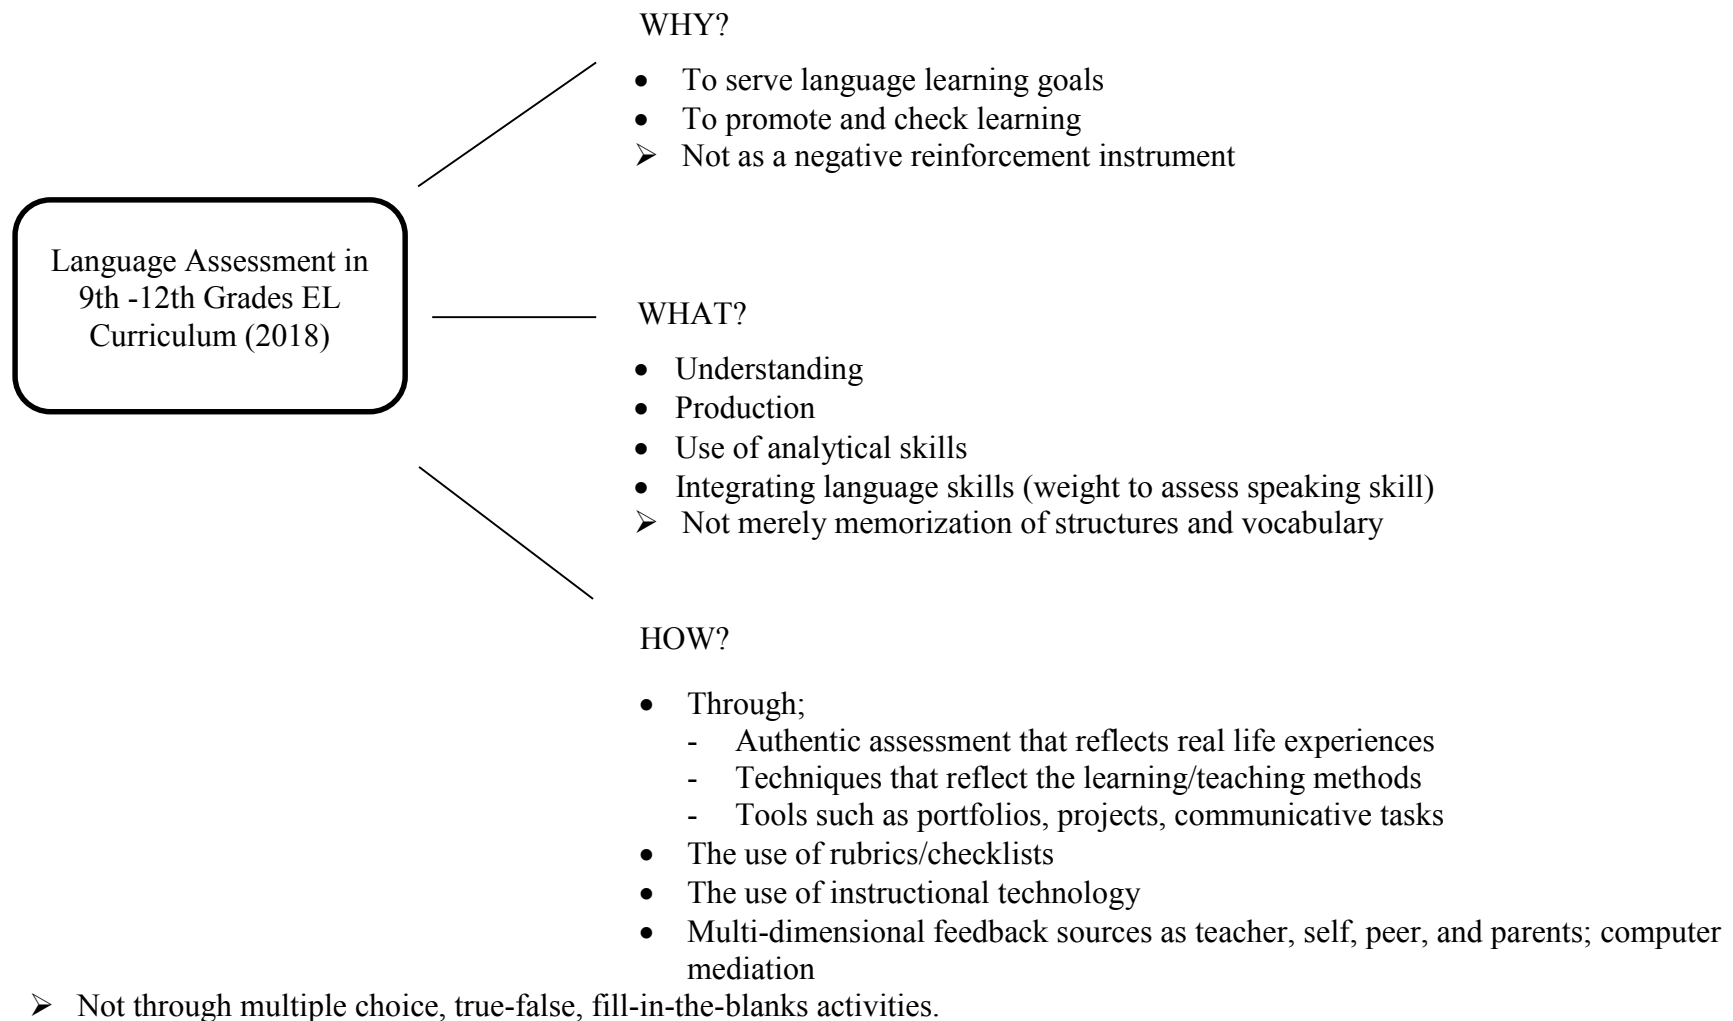 WHY?
• To serve language learning goals
• To promote and check learning
➢ Not as a negative reinforcement instrument
Language Assessment in
9th -12th Grades EL
Curriculum (2018)
WHAT?
• Understanding
• Production
• Use of analytical skills
• Integrating language skills (weight to assess speaking skill)
➢ Not merely memorization of structures and vocabulary
HOW?
• Through;
- Authentic assessment that reflects real life experiences
- Techniques that reflect the learning/teaching methods
- Tools such as portfolios, projects, communicative tasks
• The use of rubrics/checklists
• The use of instructional technology
• Multi-dimensional feedback sources as teacher, self, peer, and parents; computer
mediation
➢ Not through multiple choice, true-false, fill-in-the-blanks activities.